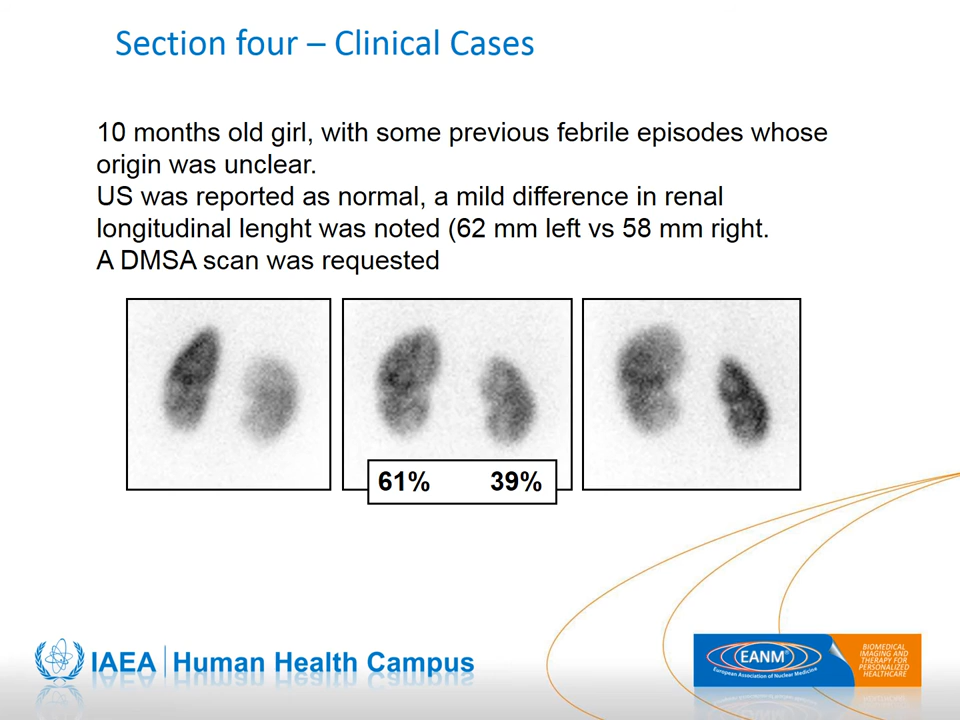 Section four – Clinical Cases
10 months old girl, with some previous febrile episodes whose
origin was unclear.
US was reported as normal, a mild difference in renal
longitudinal lenght was noted (62 mm left vs 58 mm right.
A DMSA scan was requested
61% 39%
IAEA Human Health Campus
EANM®
European Association of Nuclear Medicine
BIOMEDICAL
IMAGING AND
THERAPY FOR
PERSONALIZED
HEALTHCARE